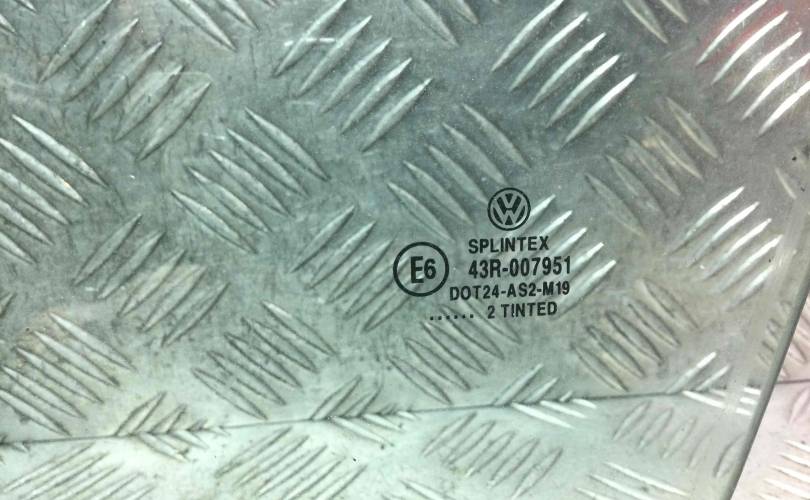 SPLINTEX
E6 43R-007951
DOT24-AS2-M19
...... 2 TINTED